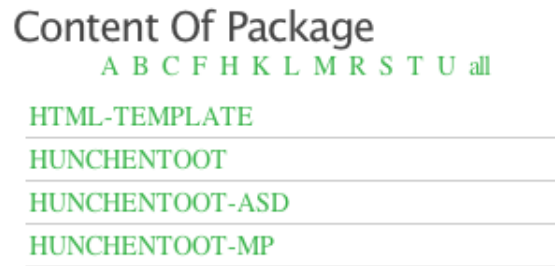 Content Of Package
A B C F H K L M R S T U all
HTML-TEMPLATE
HUNCHENTOOT
HUNCHENTOOT-ASD
HUNCHENTOOT-MP